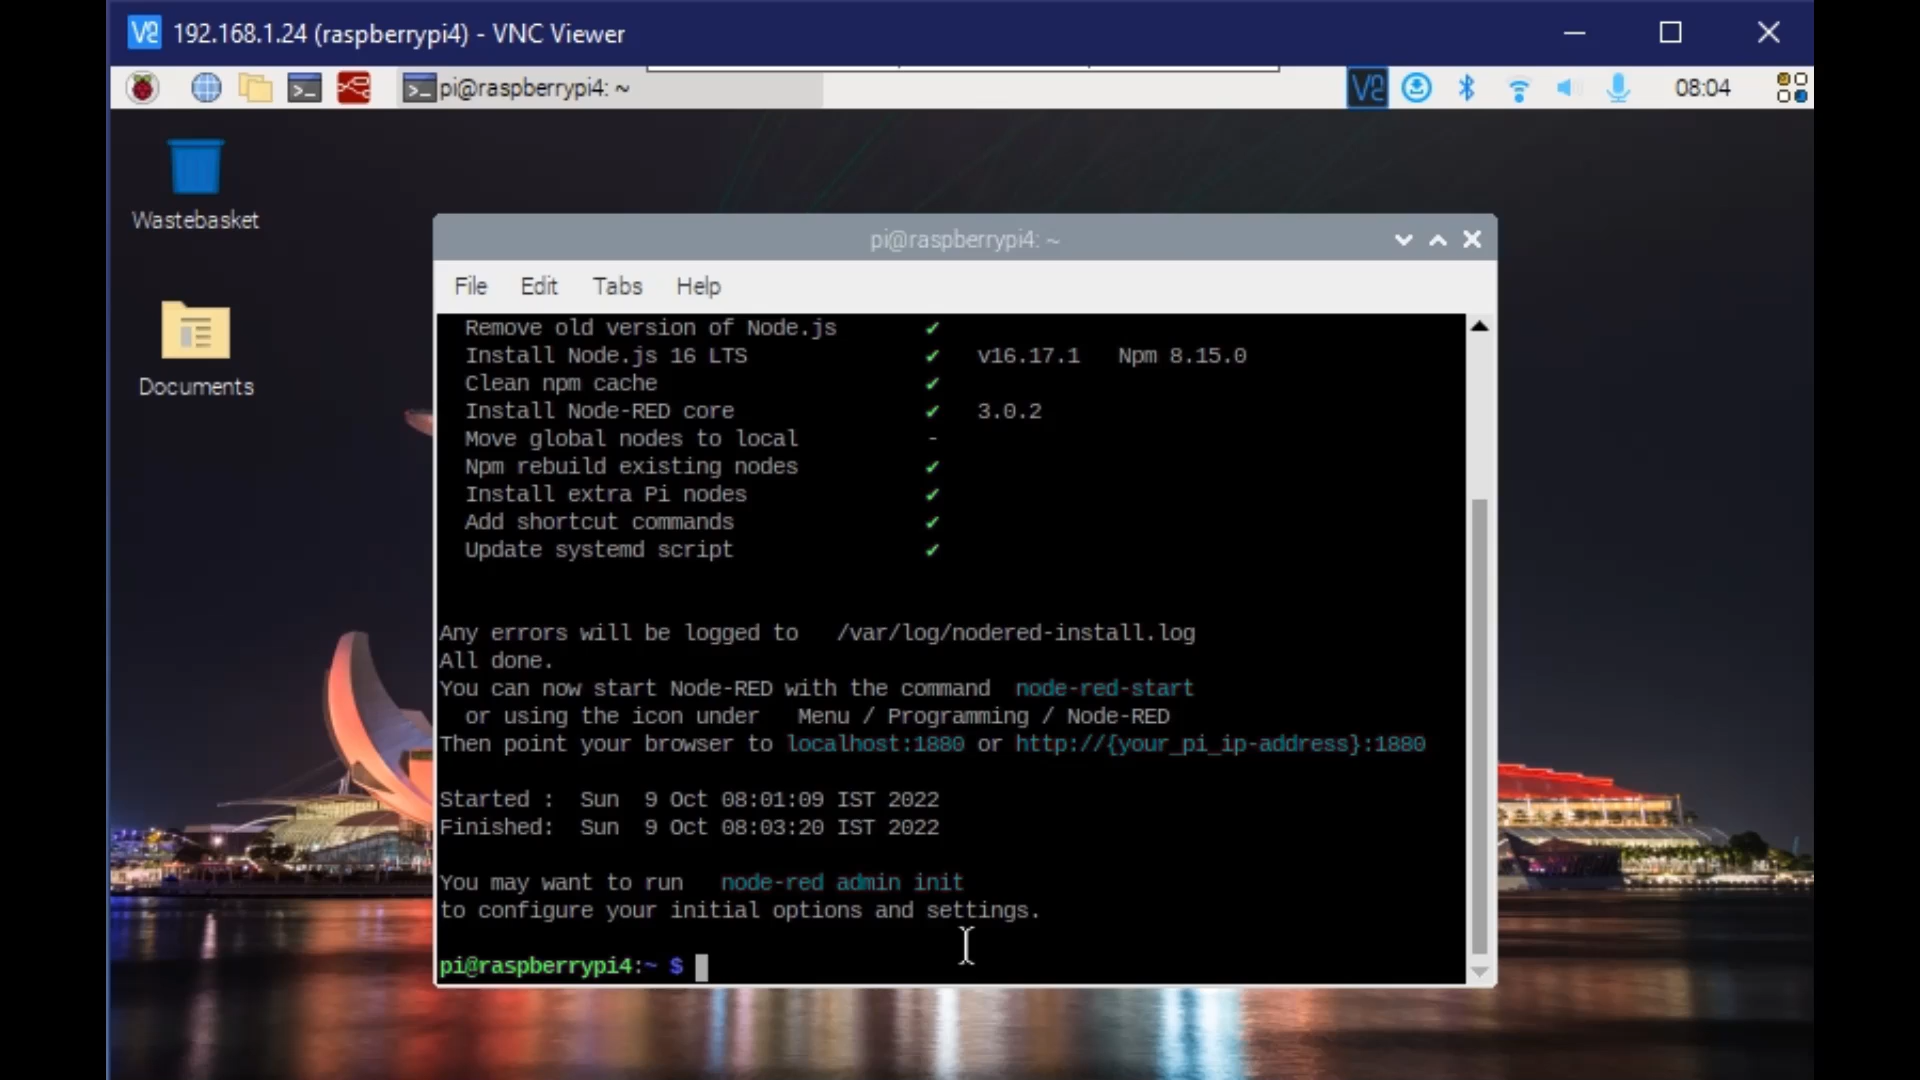 192.168.1.24 (raspberrypi4) - VNC Viewer
pi@raspberrypi4: ~
08:04
Wastebasket
Documents
pi@raspberrypi4: ~
File Edit Tabs Help
Remove old version of Node.js ✔
Install Node.js 16 LTS ✔ v16.17.1 Npm 8.15.0
Clean npm cache ✔
Install Node-RED core ✔ 3.0.2
Move global nodes to local -
Npm rebuild existing nodes ✔
Install extra Pi nodes ✔
Add shortcut commands ✔
Update systemd script ✔
Any errors will be logged to /var/log/nodered-install.log
All done.
You can now start Node-RED with the command node-red-start
or using the icon under Menu / Programming / Node-RED
Then point your browser to localhost:1880 or http://{your_pi_ip-address}:1880
Started : Sun 9 Oct 08:01:09 IST 2022
Finished: Sun 9 Oct 08:03:20 IST 2022
You may want to run node-red admin init
to configure your initial options and settings.
pi@raspberrypi4:~ $